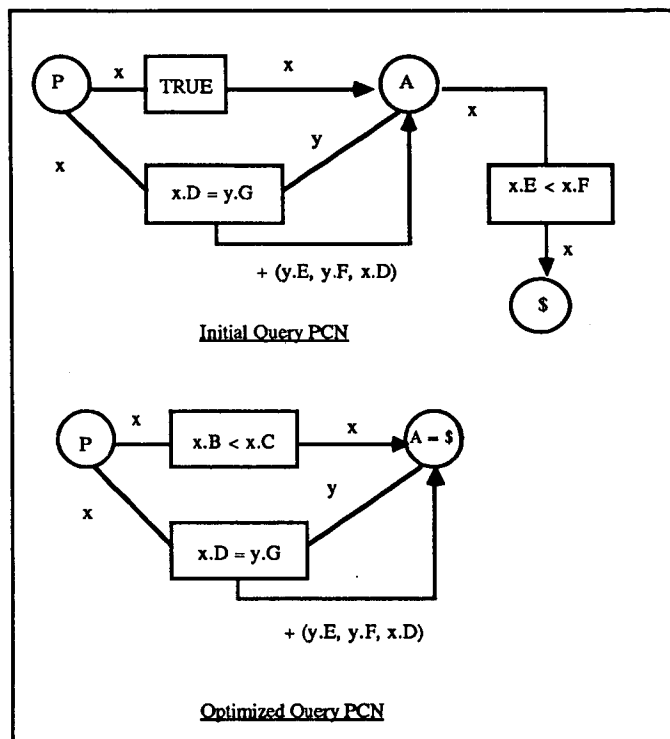 P
x
TRUE
x
A
x
x
y
x.D = y.G
x.E < x.F
+ (y.E, y.F, x.D)
x
$
Initial Query PCN
P
x
x.B < x.C
x
A = $
x
y
x.D = y.G
+ (y.E, y.F, x.D)
Optimized Query PCN